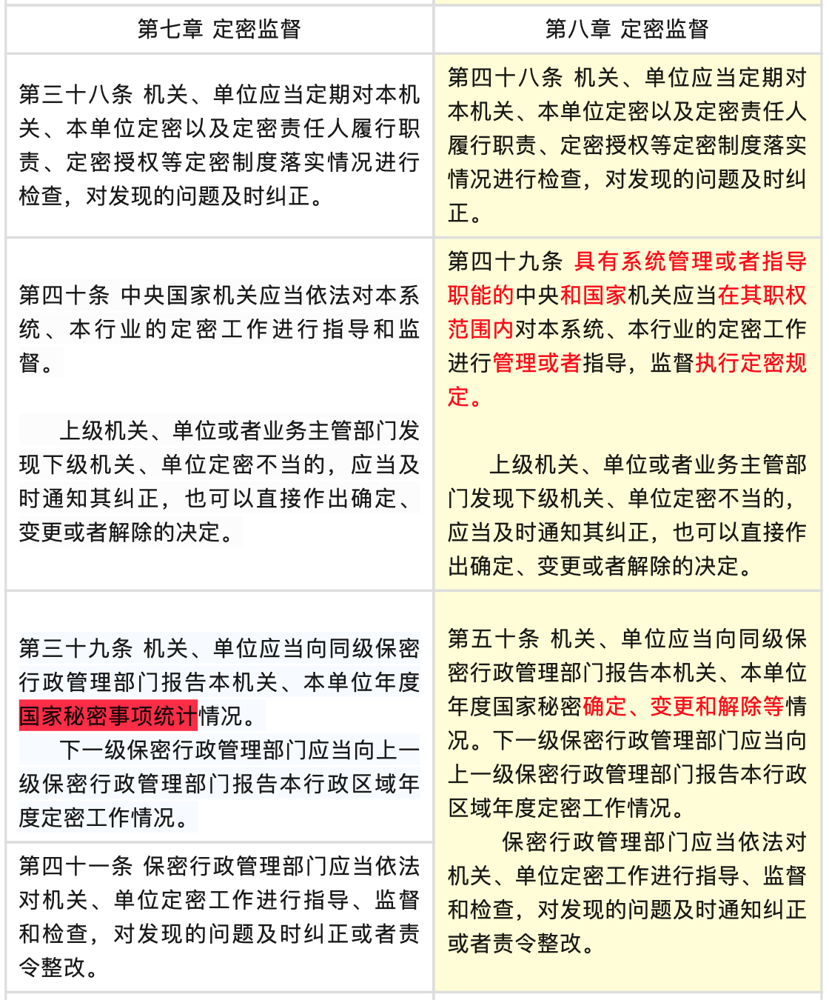 第七章 定密监督
第八章 定密监督
第三十八条 机关、单位应当定期对本机
关、本单位定密以及定密责任人履行职
责、定密授权等定密制度落实情况进行
检查，对发现的问题及时纠正。
第四十八条 机关、单位应当定期对
本机关、本单位定密以及定密责任人
履行职责、定密授权等定密制度落实
情况进行检查，对发现的问题及时纠
正。
第四十条 中央国家机关应当依法对本系
统、本行业的定密工作进行指导和监
督。
上级机关、单位或者业务主管部门发
现下级机关、单位定密不当的，应当及
时通知其纠正，也可以直接作出确定、
变更或者解除的决定。
第四十九条 具有系统管理或者指导
职能的中央和国家机关应当在其职权
范围内对本系统、本行业的定密工作
进行管理或者指导，监督执行定密规
定。
上级机关、单位或者业务主管部
门发现下级机关、单位定密不当的，
应当及时通知其纠正，也可以直接作
出确定、变更或者解除的决定。
第三十九条 机关、单位应当向同级保密
行政管理部门报告本机关、本单位年度
国家秘密事项统计情况。
下一级保密行政管理部门应当向上一
级保密行政管理部门报告本行政区域年
度定密工作情况。
第四十一条 保密行政管理部门应当依法
对机关、单位定密工作进行指导、监督
和检查，对发现的问题及时纠正或者责
令整改。
第五十条 机关、单位应当向同级保
密行政管理部门报告本机关、本单位
年度国家秘密确定、变更和解除等情
况。下一级保密行政管理部门应当向
上一级保密行政管理部门报告本行政
区域年度定密工作情况。
保密行政管理部门应当依法对
机关、单位定密工作进行指导、监督
和检查，对发现的问题及时通知纠正
或者责令整改。